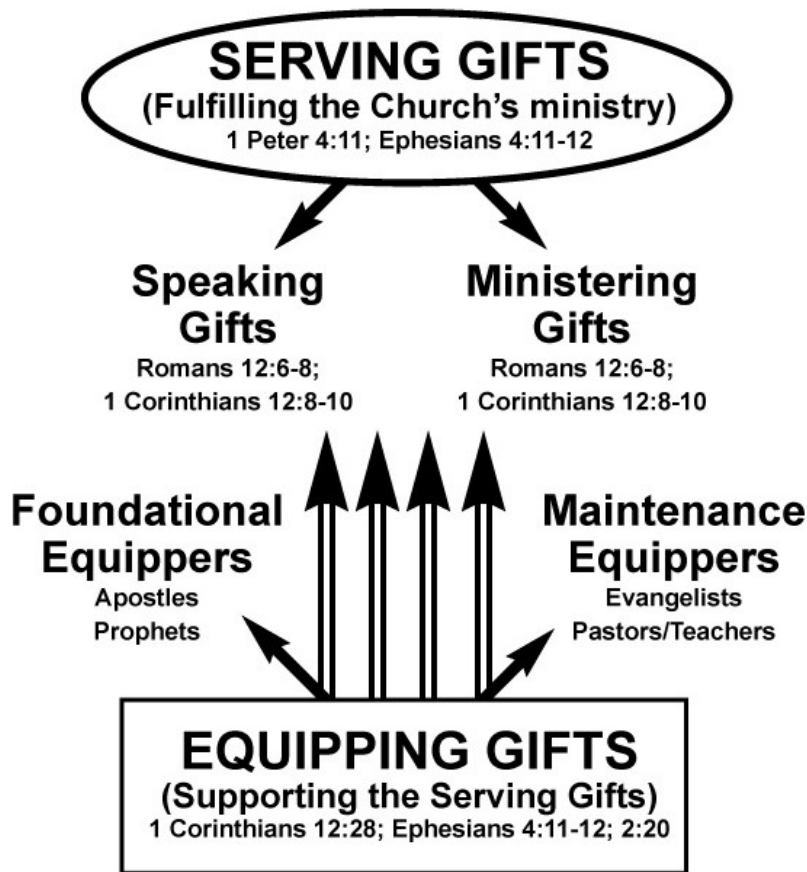 SERVING GIFTS
(Fulfilling the Church's ministry)
1 Peter 4:11; Ephesians 4:11-12
Speaking
Gifts
Romans 12:6-8;
1 Corinthians 12:8-10
Ministering
Gifts
Romans 12:6-8;
1 Corinthians 12:8-10
Foundational
Equippers
Apostles
Prophets
Maintenance
Equippers
Evangelists
Pastors/Teachers
EQUIPPING GIFTS
(Supporting the Serving Gifts)
1 Corinthians 12:28; Ephesians 4:11-12; 2:20